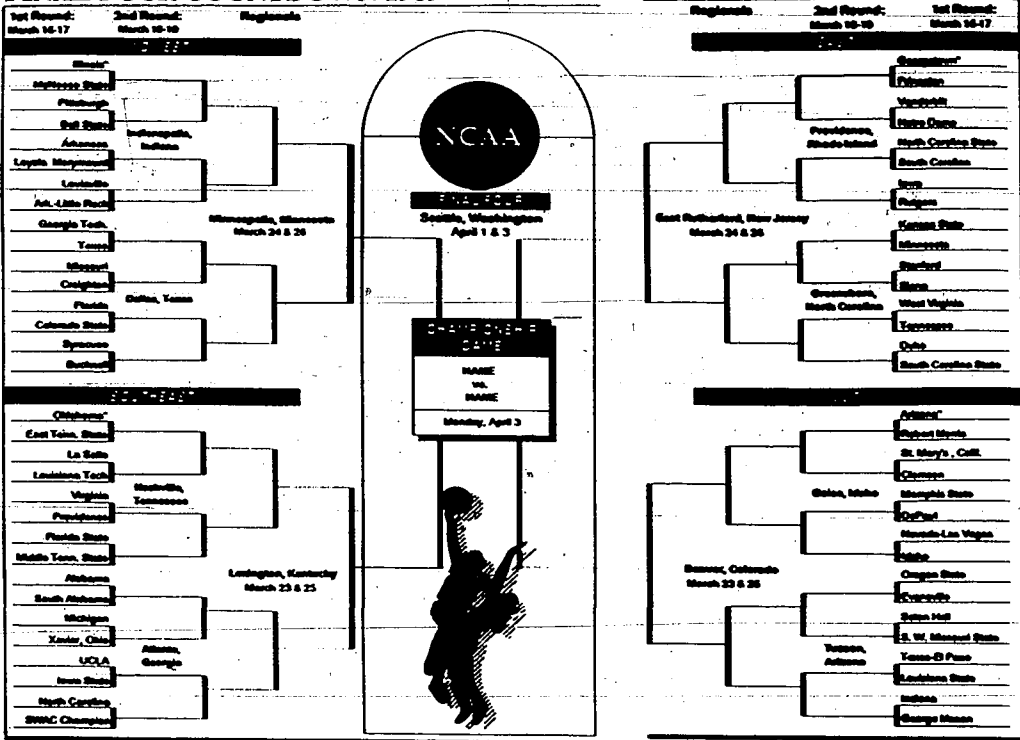 1st Round:
March 16-17
2nd Round:
March 18-19
Regionals
MIDWEST
Illinois*
McNeese State
Pittsburgh
Ball State
Arkansas
Loyola Marymount
Louisville
Ark.-Little Rock
Georgia Tech.
Texas
Missouri
Creighton
Florida
Colorado State
Syracuse
Bucknell
Indianapolis,
Indiana
Dallas, Texas
Minneapolis, Minnesota
March 24 & 26
SOUTHEAST
Oklahoma*
East Tenn. State
La Salle
Louisiana Tech
Virginia
Providence
Florida State
Middle Tenn. State
Alabama
South Alabama
Michigan
Xavier, Ohio
UCLA
Iowa State
North Carolina
SWAC Champion
Nashville,
Tennessee
Atlanta,
Georgia
Lexington, Kentucky
March 23 & 25
NCAA
FINAL FOUR
Seattle, Washington
April 1 & 3
CHAMPIONSHIP
GAME
NAME
vs.
NAME
Monday, April 3
Regionals
2nd Round:
March 18-19
1st Round:
March 16-17
EAST
Georgetown*
Princeton
Vanderbilt
Notre Dame
North Carolina State
South Carolina
Iowa
Rutgers
Kansas State
Minnesota
Stanford
Siena
West Virginia
Tennessee
Duke
South Carolina State
Providence,
Rhode Island
Greensboro,
North Carolina
East Rutherford, New Jersey
March 24 & 26
Arizona*
Robert Morris
St. Mary's, Calif.
Clemson
Memphis State
DePaul
Nevada-Las Vegas
Idaho
Oregon State
Evansville
Seton Hall
S. W. Missouri State
Texas-El Paso
Louisiana State
Indiana
George Mason
Boise, Idaho
Tucson,
Arizona
Denver, Colorado
March 23 & 25